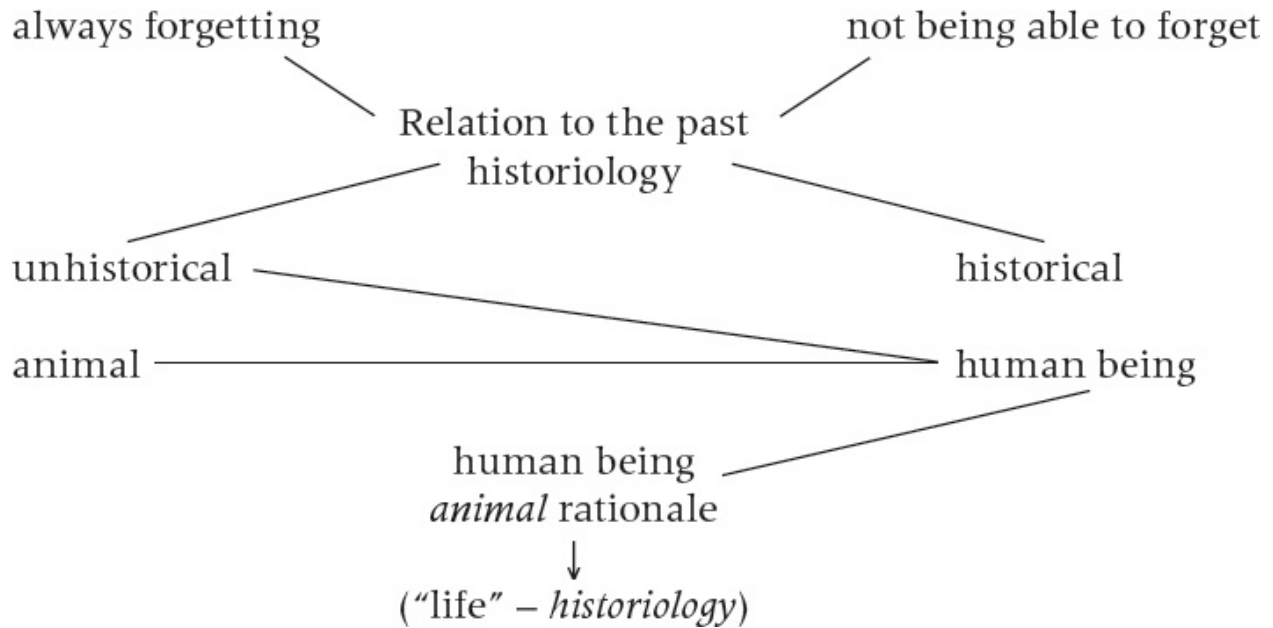 always forgetting
not being able to forget
Relation to the past
historiology
unhistorical
historical
animal
human being
human being
animal rationale
(“life” – historiology)